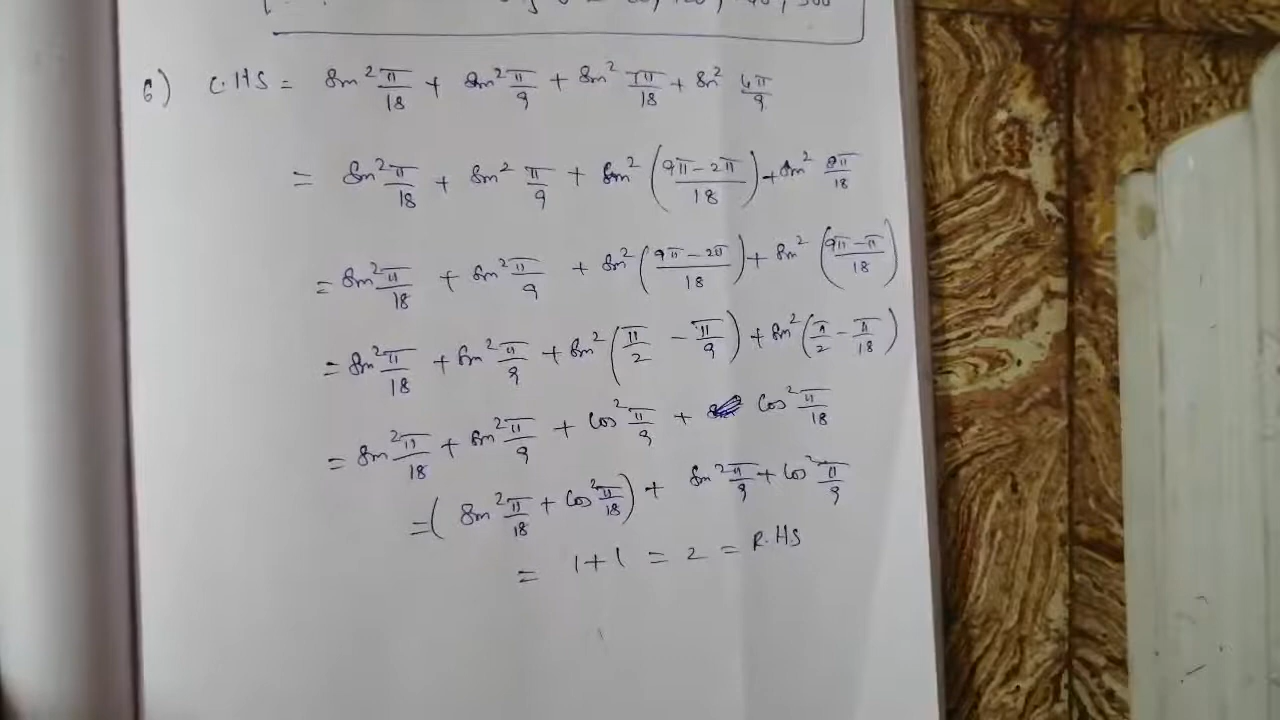 6) L.HS = Sin² π/18 + Sin² π/9 + Sin² 7π/18 + Sin² 4π/9
= Sin² π/18 + Sin² π/9 + Sin² ((9π-2π)/18) + Sin² 8π/18
= Sin² π/18 + Sin² π/9 + Sin² ((9π-2π)/18) + Sin² ((9π-π)/18)
= Sin² π/18 + Sin² π/9 + Sin² (π/2 - π/9) + Sin² (π/2 - π/18)
= Sin² π/18 + Sin² π/9 + Cos² π/9 + Cos² π/18
= (Sin² π/18 + Cos² π/18) + Sin² π/9 + Cos² π/9
= 1+1 = 2 = R.HS